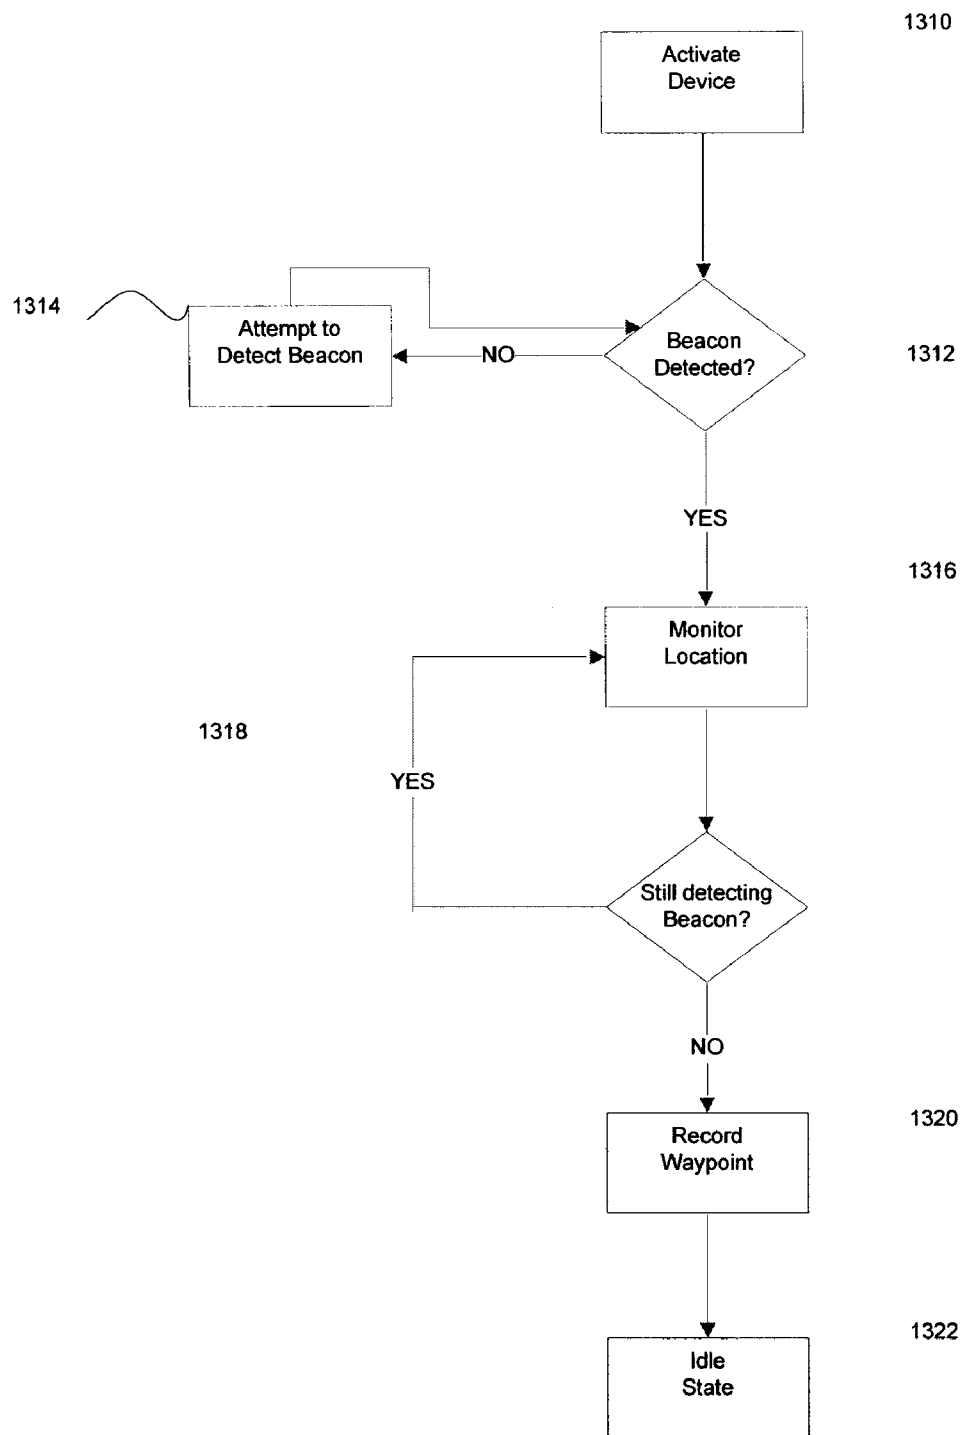 1310
Activate
Device
1314
Attempt to
Detect Beacon
NO
Beacon
Detected?
1312
YES
1316
Monitor
Location
1318
YES
Still detecting
Beacon?
NO
1320
Record
Waypoint
1322
Idle
State